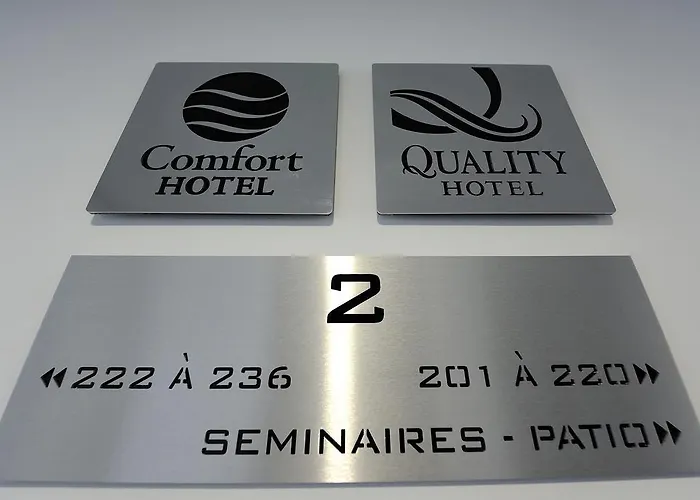 Comfort
HOTEL
QUALITY
HOTEL
2
222 À 236
201 À 220
SEMINAIRES - PATIO